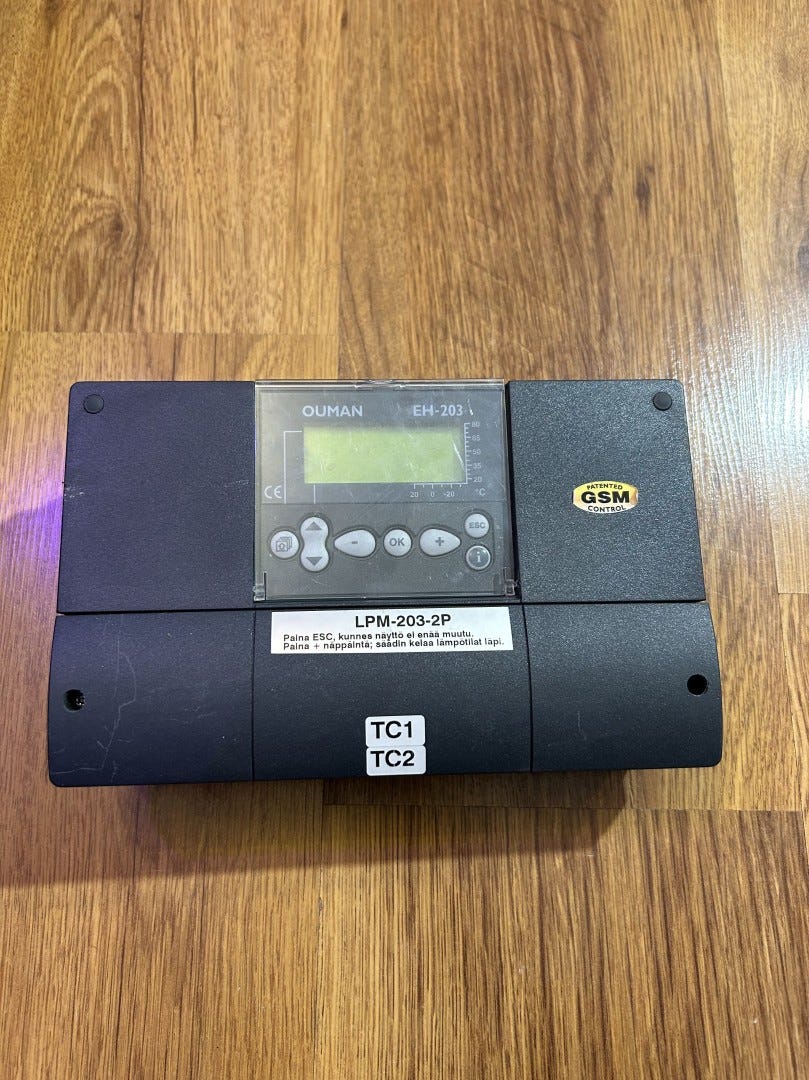 OUMAN EH-203
80
65
50
35
20
20 0 -20 °C
CE
ESC
- OK +
i
PATENTED
GSM
CONTROL
LPM-203-2P
Paina ESC, kunnes näyttö ei enää muutu.
Paina + näppäintä; säädin kelaa lämpötilat läpi.
TC1
TC2